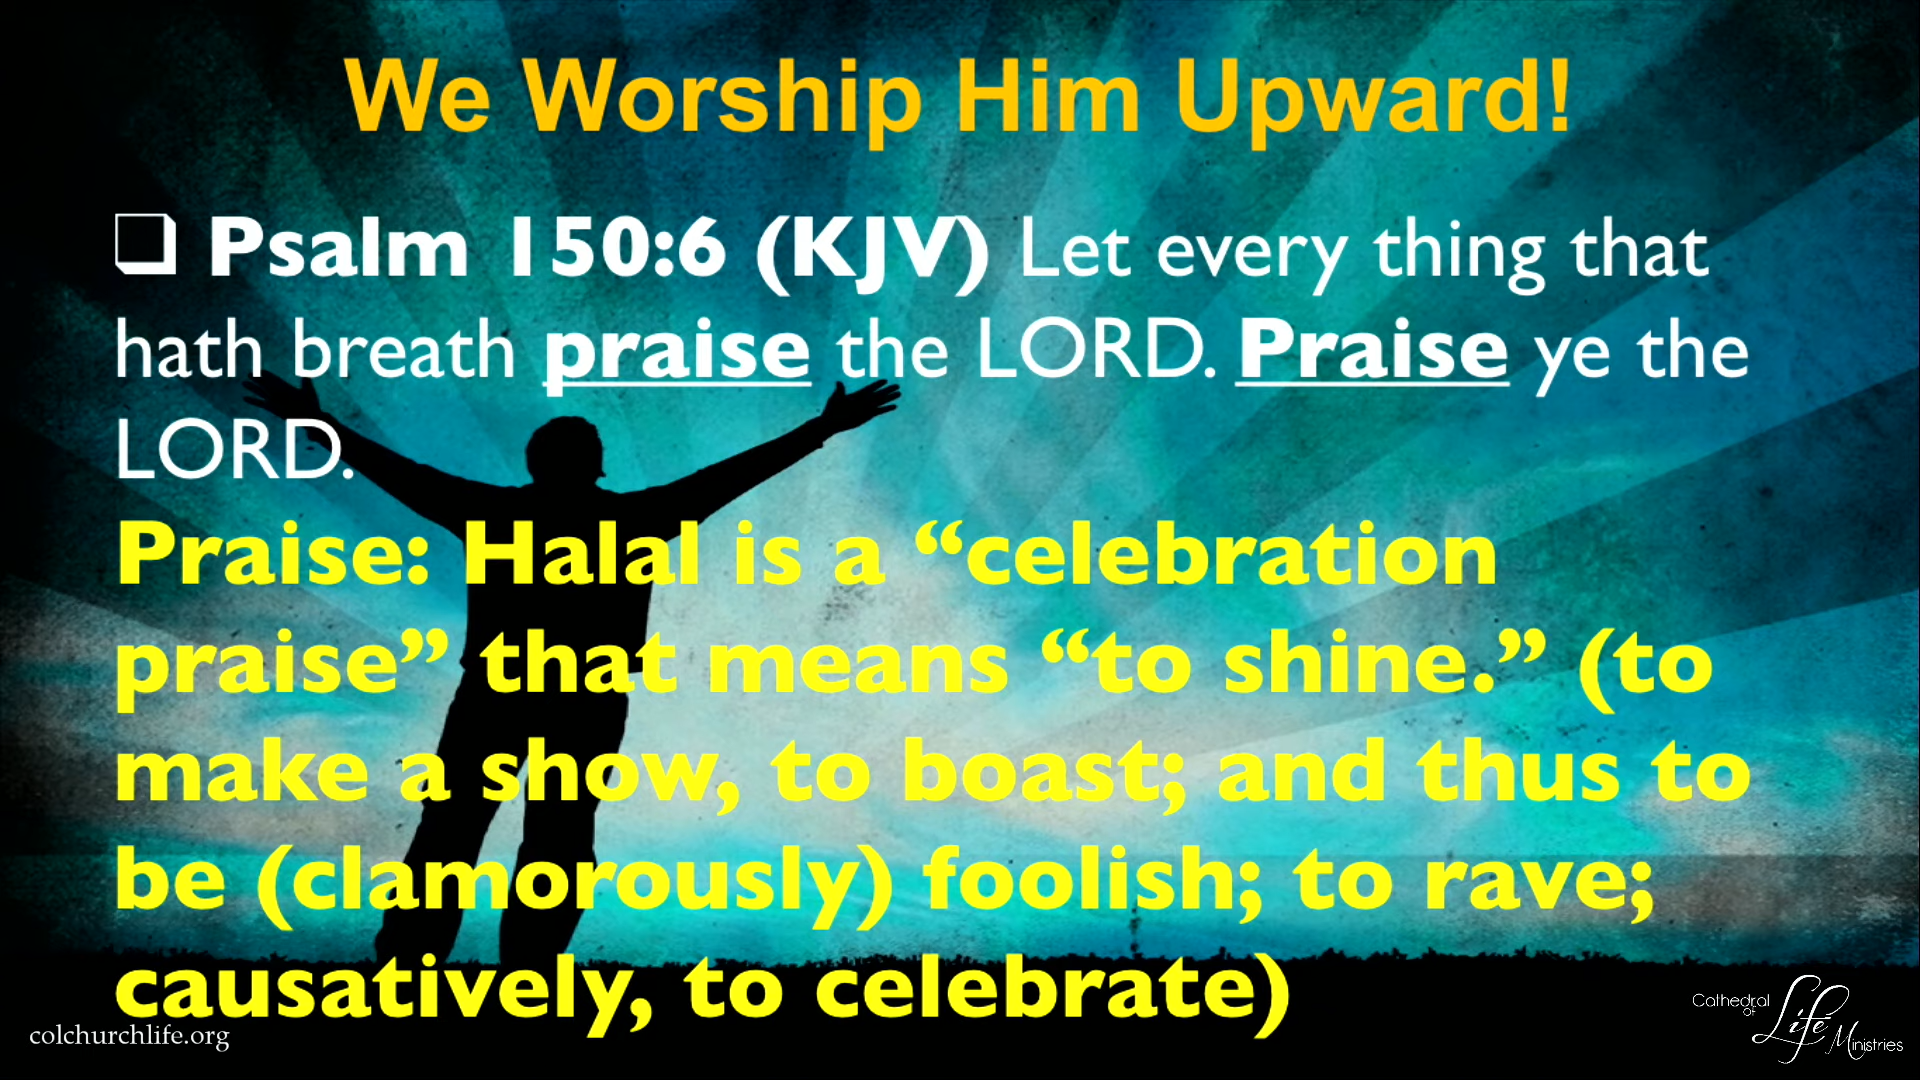 We Worship Him Upward!
❑ Psalm 150:6 (KJV) Let every thing that
hath breath praise the LORD. Praise ye the
LORD.
Praise: Halal is a “celebration
praise” that means “to shine.” (to
make a show, to boast; and thus to
be (clamorously) foolish; to rave;
causatively, to celebrate)
colchurchlife.org
Cathedral
OF
Life
Ministries